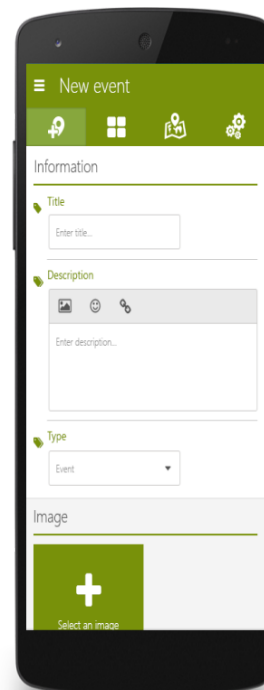 New event
Information
Title
Enter title...
Description
Enter description...
Type
Event
Image
Select an image